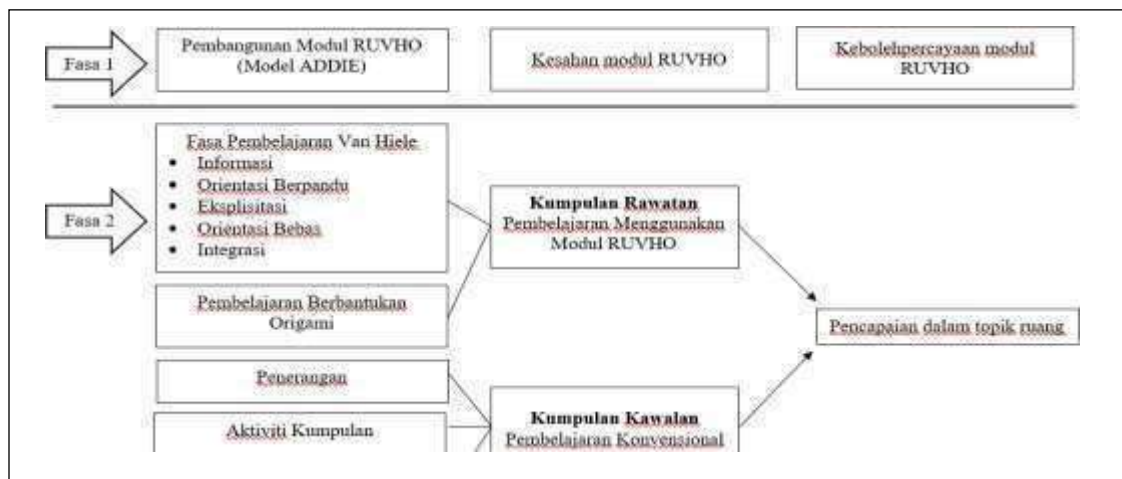 Fasa 1
Pembangunan Modul RUVHO
(Model ADDIE)
Kesahan modul RUVHO
Kebolehpercayaan modul
RUVHO
Fasa 2
Fasa Pembelajaran Van Hiele
• Informasi
• Orientasi Berpandu
• Eksplisitasi
• Orientasi Bebas
• Integrasi
Pembelajaran Berbantukan
Origami
Kumpulan Rawatan
Pembelajaran Menggunakan
Modul RUVHO
Penerangan
Aktiviti Kumpulan
Kumpulan Kawalan
Pembelajaran Konvensional
Pencapaian dalam topik ruang